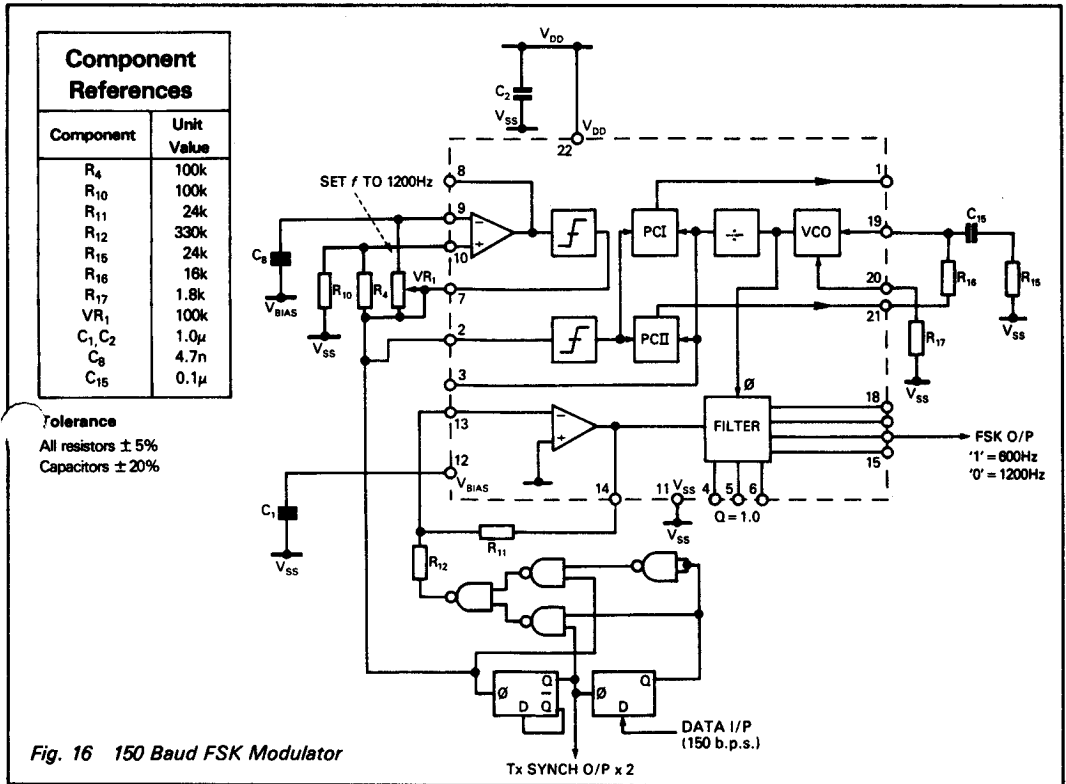 Component
References
Component Unit Value
R4 100k
R10 100k
R11 24k
R12 330k
R15 24k
R16 16k
R17 1.8k
VR1 100k
C1, C2 1.0µ
C8 4.7n
C15 0.1µ
Tolerance
All resistors ± 5%
Capacitors ± 20%
VDD
C2
VSS
VDD
22
SET f TO 1200Hz
8
1
9
PCI
÷
VCO
19
C15
C8
10
VBIAS
R10
R4
VR1
7
20
R16
R15
21
VSS
2
PCII
R17
3
VSS
Ø
13
FILTER
18
FSK O/P
'1' = 600Hz
'0' = 1200Hz
12
VBIAS
15
C1
14
11
VSS
4
5
6
Q = 1.0
VSS
VSS
R11
R12
Ø
Q
D
Q
Ø
Q
D
DATA I/P
(150 b.p.s.)
Tx SYNCH O/P x 2
Fig. 16 150 Baud FSK Modulator